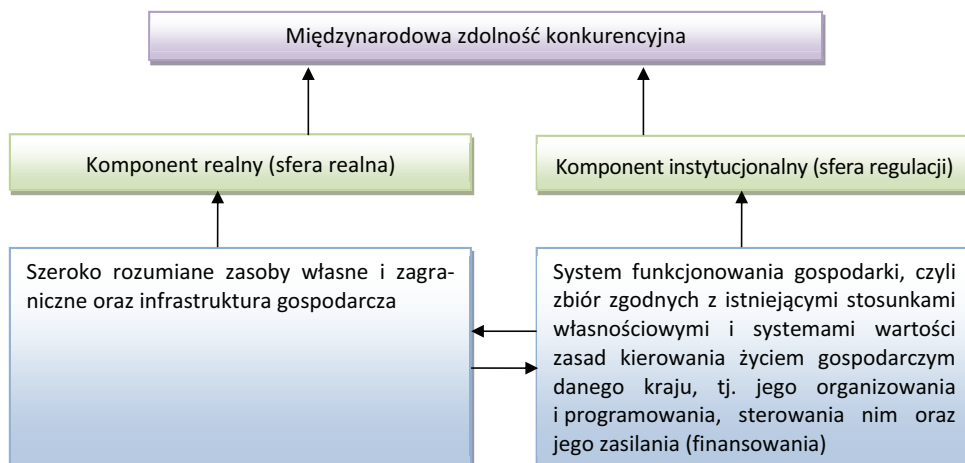 Międzynarodowa zdolność konkurencyjna
Komponent realny (sfera realna)
Komponent instytucjonalny (sfera regulacji)
Szeroko rozumiane zasoby własne i zagra-
niczne oraz infrastruktura gospodarcza
System funkcjonowania gospodarki, czyli
zbiór zgodnych z istniejącymi stosunkami
własnościowymi i systemami wartości
zasad kierowania życiem gospodarczym
danego kraju, tj. jego organizowania
i programowania, sterowania nim oraz
jego zasilania (finansowania)